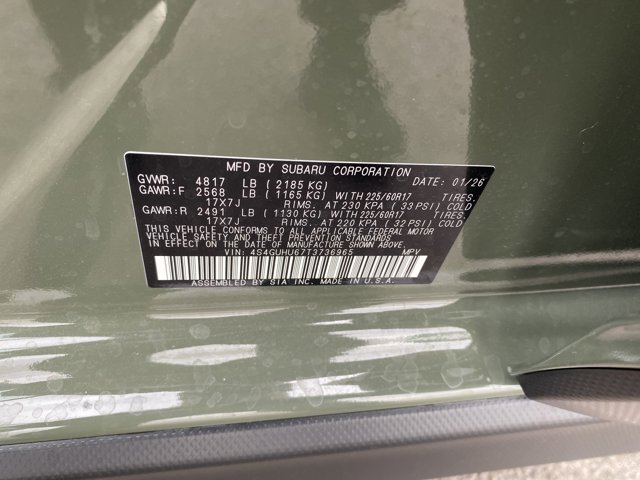 MFD BY SUBARU CORPORATION
GVWR: 4817 LB ( 2185 KG) DATE: 01/26
GAWR:F 2568 LB ( 1165 KG) WITH 225/60R17 TIRES.
17X7J RIMS. AT 230 KPA ( 33 PSI) COLD
GAWR:R 2491 LB ( 1130 KG) WITH 225/60R17 TIRES.
17X7J RIMS. AT 220 KPA ( 32 PSI) COLD
THIS VEHICLE CONFORMS TO ALL APPLICABLE FEDERAL MOTOR
VEHICLE SAFETY AND THEFT PREVENTION STANDARDS IN
EFFECT ON THE DATE OF MANUFACTURE SHOWN ABOVE.
VIN: 4S4GUHU67T3736965 MPV
ASSEMBLED BY SIA INC. MADE IN U.S.A.